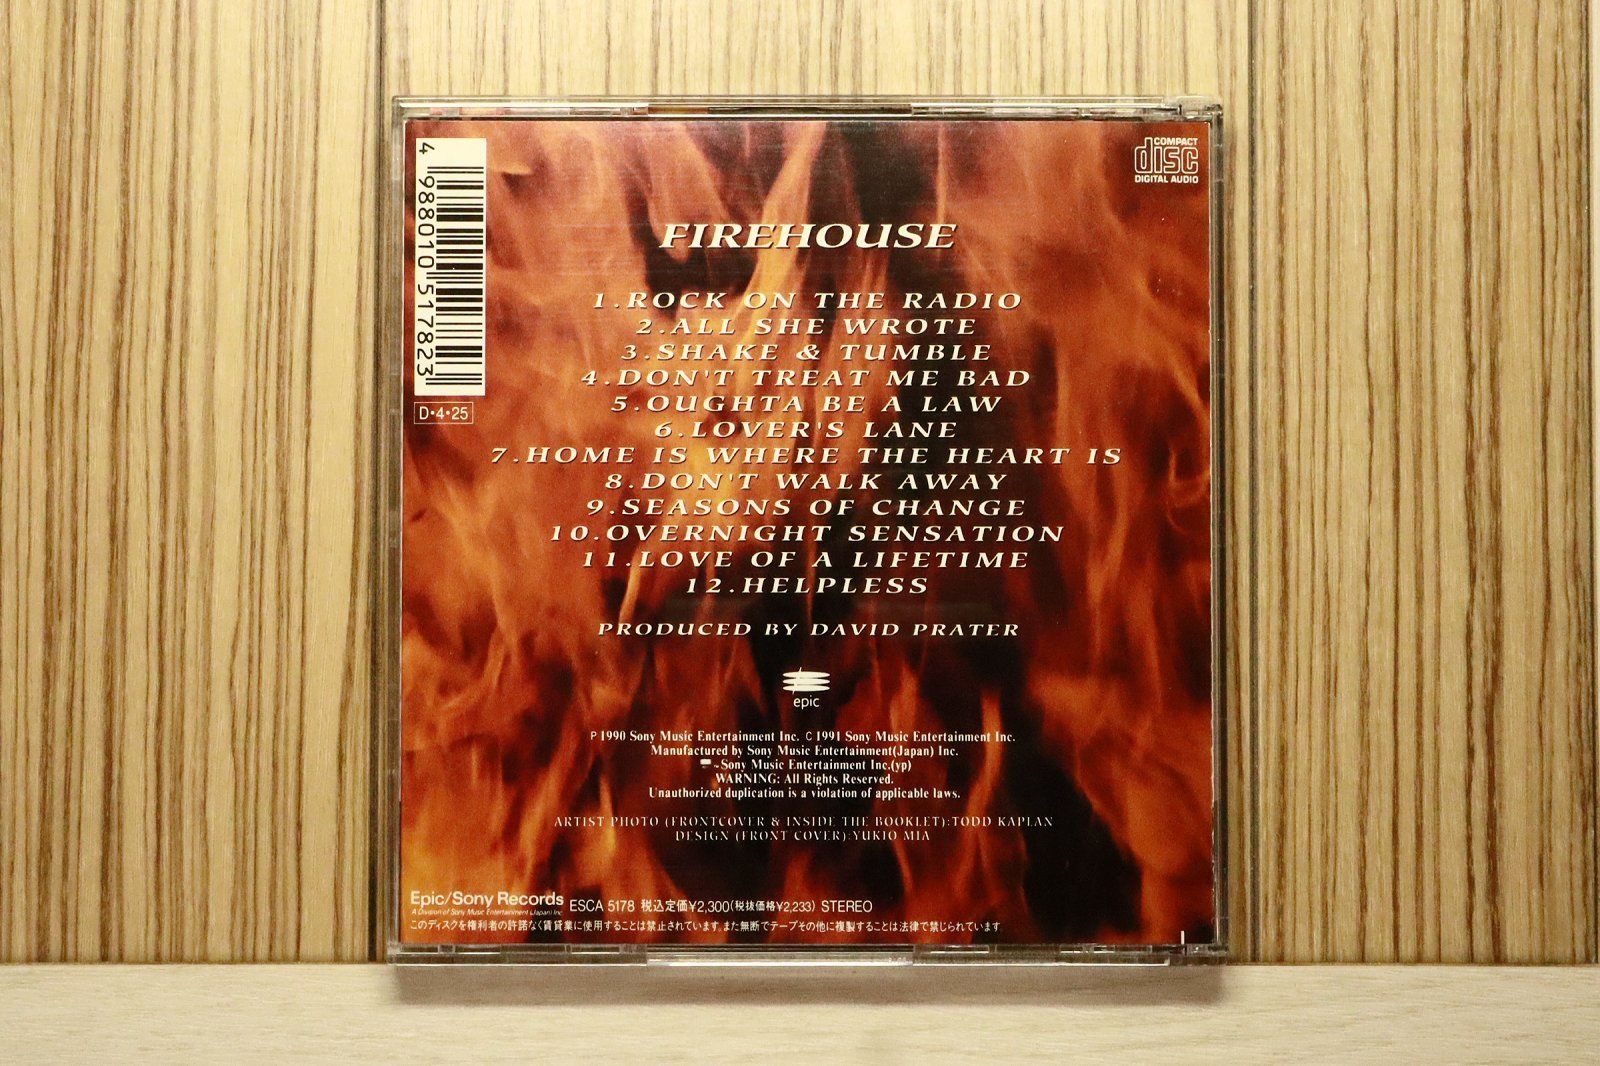 4 988010 517823
D•4•25
COMPACT
disc
DIGITAL AUDIO
FIREHOUSE
1.ROCK ON THE RADIO
2.ALL SHE WROTE
3.SHAKE & TUMBLE
4.DON'T TREAT ME BAD
5.OUGHTA BE A LAW
6.LOVER'S LANE
7.HOME IS WHERE THE HEART IS
8.DON'T WALK AWAY
9.SEASONS OF CHANGE
10.OVERNIGHT SENSATION
11.LOVE OF A LIFETIME
12.HELPLESS
PRODUCED BY DAVID PRATER
epic
P 1990 Sony Music Entertainment Inc. C 1991 Sony Music Entertainment Inc.
Manufactured by Sony Music Entertainment(Japan) Inc.
~Sony Music Entertainment Inc.(yp)
WARNING: All Rights Reserved.
Unauthorized duplication is a violation of applicable laws.
ARTIST PHOTO (FRONTCOVER & INSIDE THE BOOKLET):TODD KAPLAN
DESIGN (FRONT COVER):YUKIO MIA
Epic/Sony Records
A Division of Sony Music Entertainment (Japan) Inc
ESCA 5178 税込定価¥2,300(税抜価格¥2,233) STEREO
このディスクを権利者の許諾なく賃貸業に使用することは禁止されています。また無断でテープその他に複製することは法律で禁じられています。